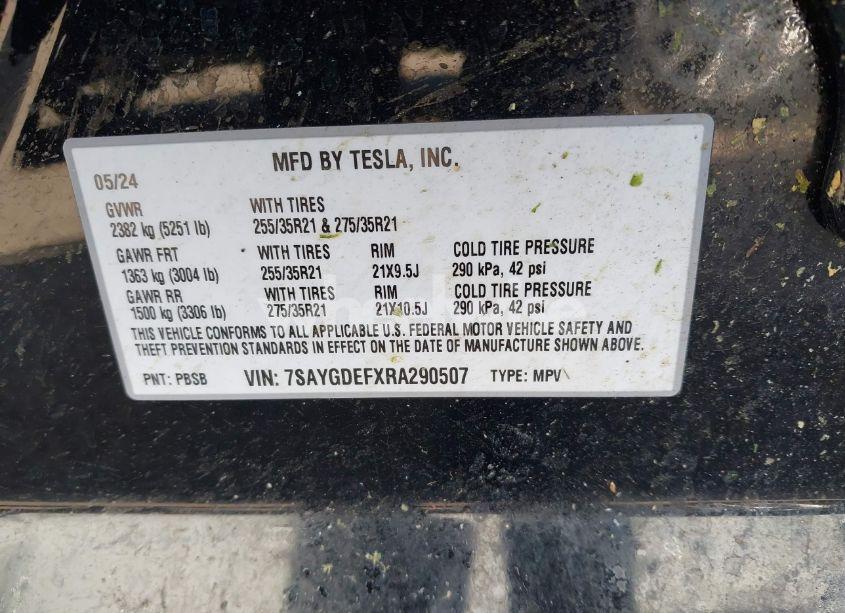 MFD BY TESLA, INC.
05/24
GVWR WITH TIRES
2382 kg (5251 lb) 255/35R21 & 275/35R21
GAWR FRT WITH TIRES RIM COLD TIRE PRESSURE
1363 kg (3004 lb) 255/35R21 21X9.5J 290 kPa, 42 psi
GAWR RR WITH TIRES RIM COLD TIRE PRESSURE
1500 kg (3306 lb) 275/35R21 21X10.5J 290 kPa, 42 psi
THIS VEHICLE CONFORMS TO ALL APPLICABLE U.S. FEDERAL MOTOR VEHICLE SAFETY AND
THEFT PREVENTION STANDARDS IN EFFECT ON THE DATE OF MANUFACTURE SHOWN ABOVE.
PNT: PBSB VIN: 7SAYGDEFXRA290507 TYPE: MPV